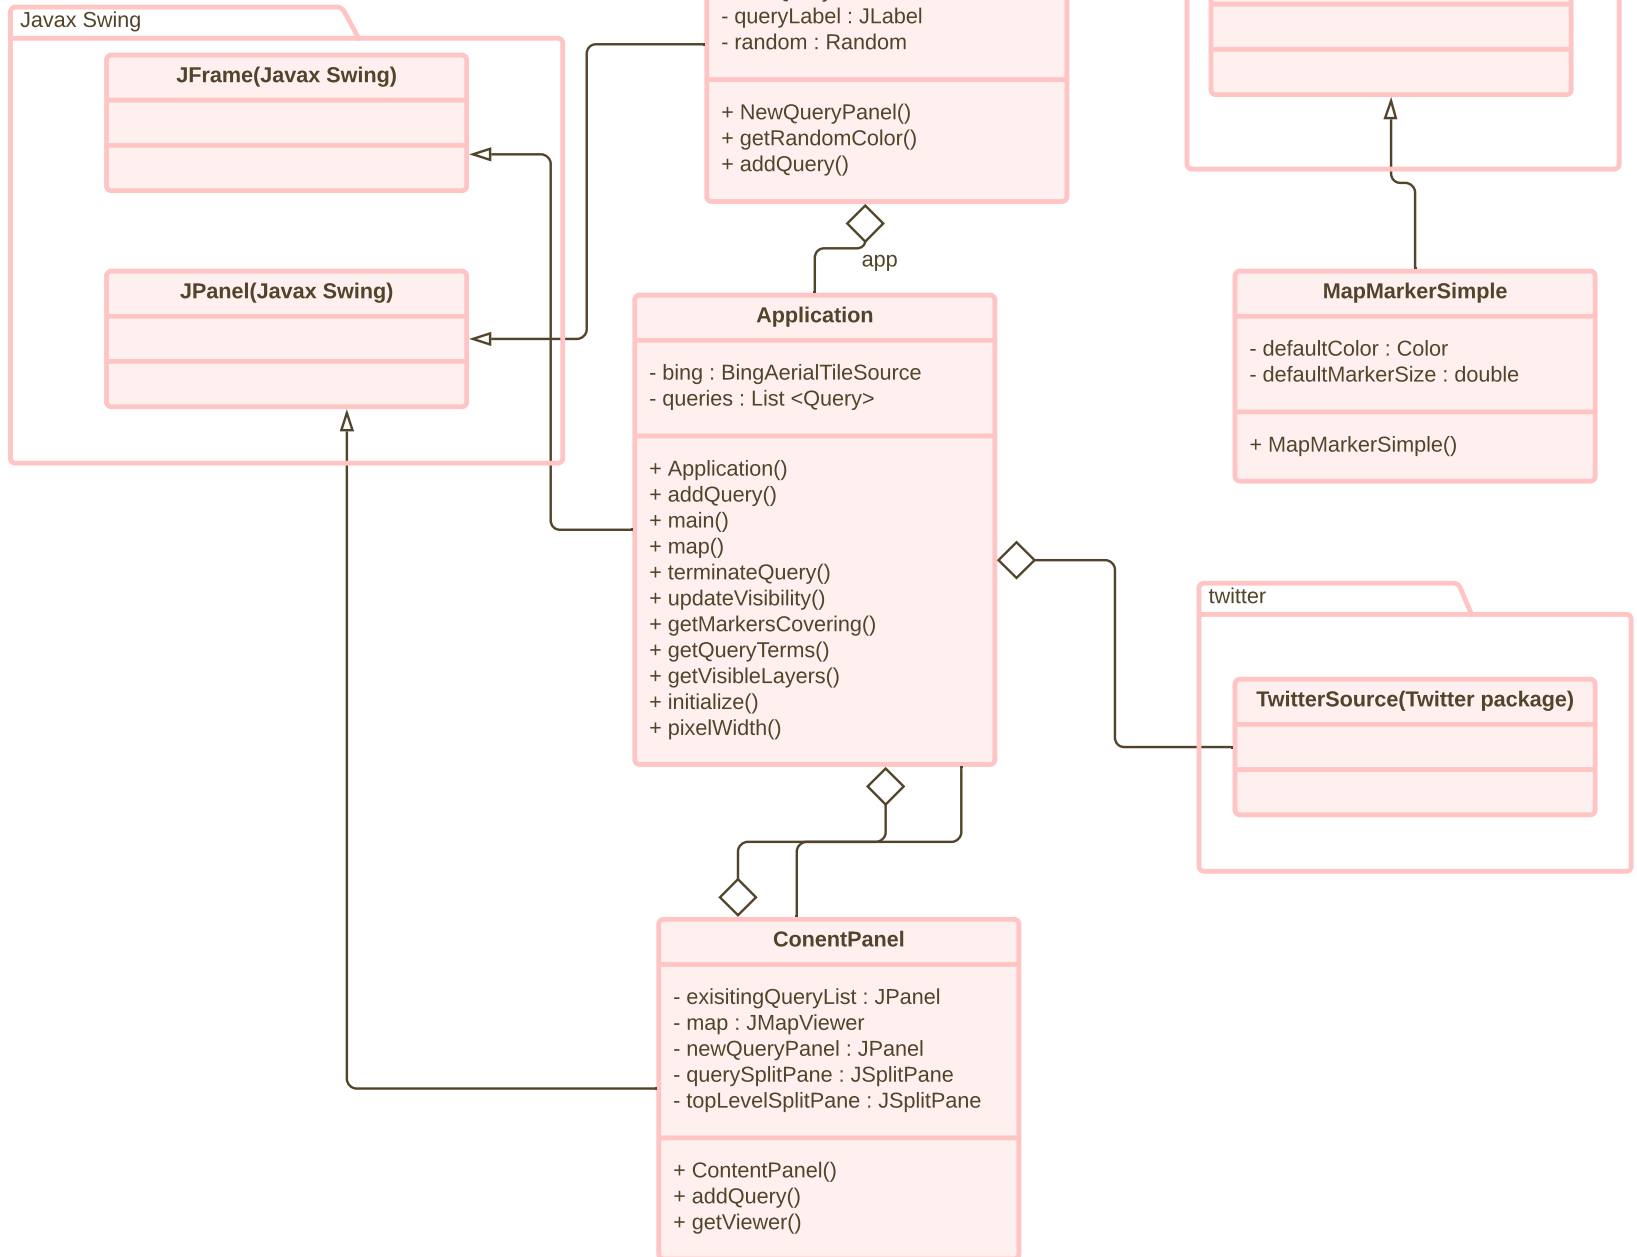 Javax Swing
JFrame(Javax Swing)
JPanel(Javax Swing)
- queryLabel : JLabel
- random : Random
+ NewQueryPanel()
+ getRandomColor()
+ addQuery()
app
Application
- bing : BingAerialTileSource
- queries : List <Query>
+ Application()
+ addQuery()
+ main()
+ map()
+ terminateQuery()
+ updateVisibility()
+ getMarkersCovering()
+ getQueryTerms()
+ getVisibleLayers()
+ initialize()
+ pixelWidth()
MapMarkerSimple
- defaultColor : Color
- defaultMarkerSize : double
+ MapMarkerSimple()
twitter
TwitterSource(Twitter package)
ConentPanel
- exisitingQueryList : JPanel
- map : JMapViewer
- newQueryPanel : JPanel
- querySplitPane : JSplitPane
- topLevelSplitPane : JSplitPane
+ ContentPanel()
+ addQuery()
+ getViewer()